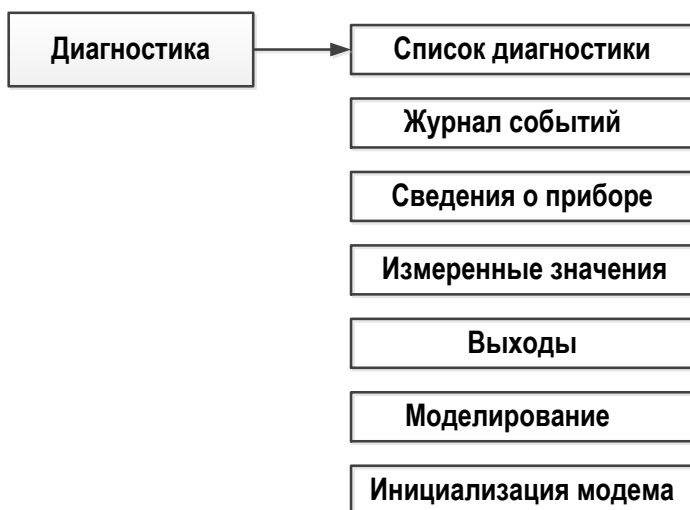 Диагностика
Список диагностики
Журнал событий
Сведения о приборе
Измеренные значения
Выходы
Моделирование
Инициализация модема